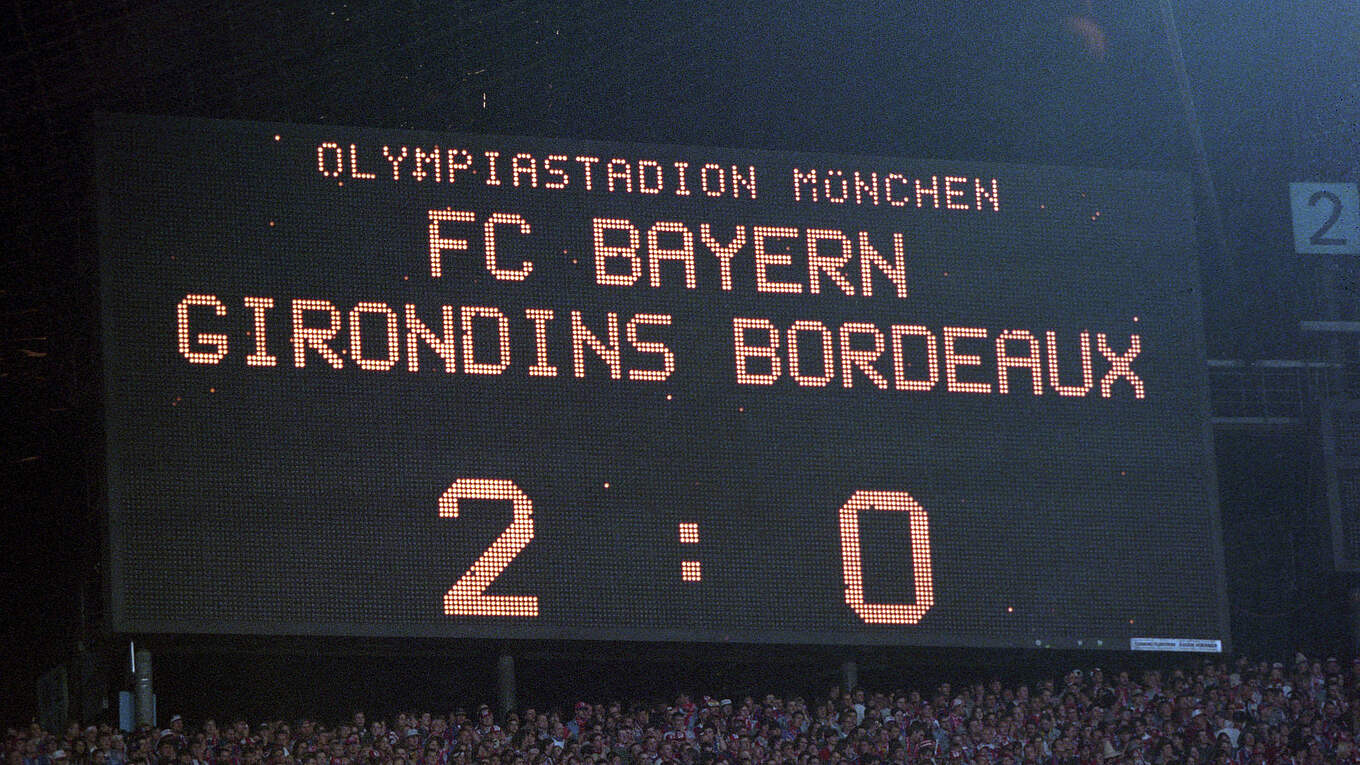 OLYMPIASTADION MÜNCHEN
FC BAYERN
GIRONDINS BORDEAUX
2 : 0
2